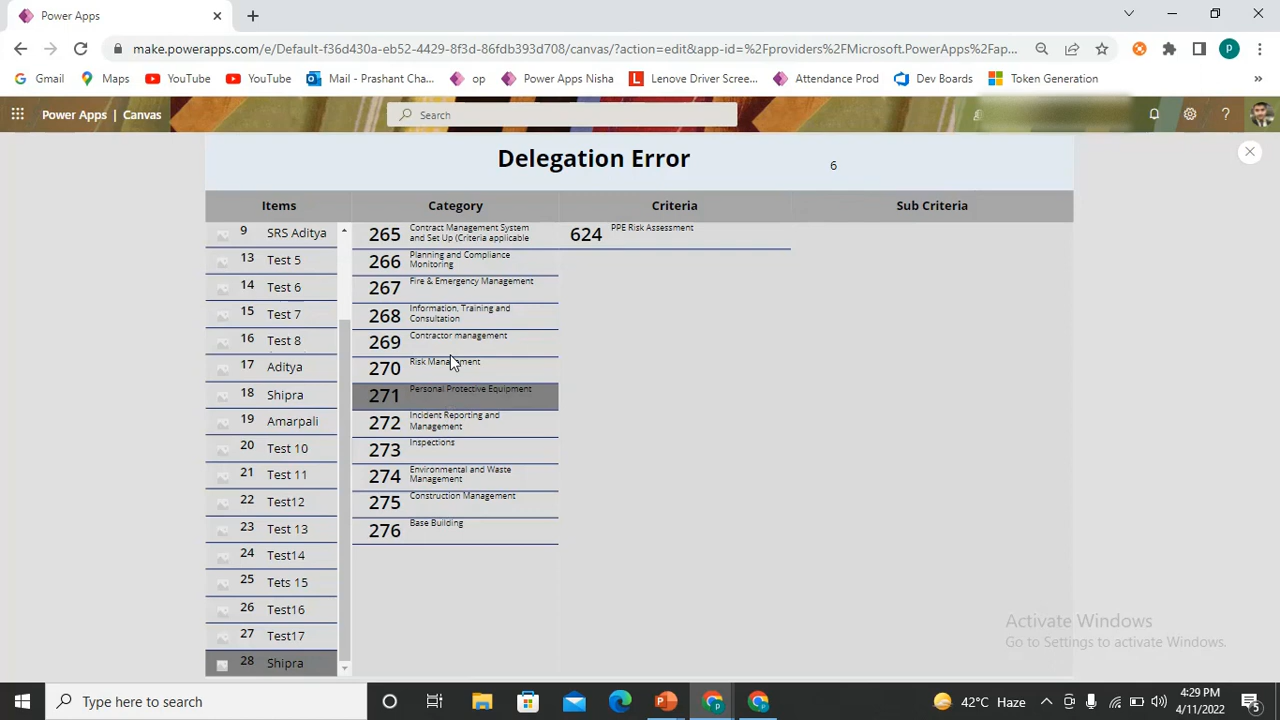 Power Apps
make.powerapps.com/e/Default-f36d430a-eb52-4429-8f3d-86fdb393d708/canvas/?action=edit&app-id=%2Fproviders%2FMicrosoft.PowerApps%2Fap...
Gmail Maps YouTube YouTube Mail - Prashant Cha... op Power Apps Nisha Lenove Driver Scree... Attendance Prod Dev Boards Token Generation »
Power Apps | Canvas Search
Delegation Error 6
Items Category Criteria Sub Criteria
9 SRS Aditya
13 Test 5
14 Test 6
15 Test 7
16 Test 8
17 Aditya
18 Shipra
19 Amarpali
20 Test 10
21 Test 11
22 Test12
23 Test 13
24 Test14
25 Tets 15
26 Test16
27 Test17
28 Shipra
265 Contract Management System
and Set Up (Criteria applicable
266 Planning and Compliance
Monitoring
267 Fire & Emergency Management
268 Information, Training and
Consultation
269 Contractor management
270 Risk Management
271 Personal Protective Equipment
272 Incident Reporting and
Management
273 Inspections
274 Environmental and Waste
Management
275 Construction Management
276 Base Building
624 PPE Risk Assessment
Activate Windows
Go to Settings to activate Windows.
Type here to search
42°C Haze
4:29 PM
4/11/2022
5